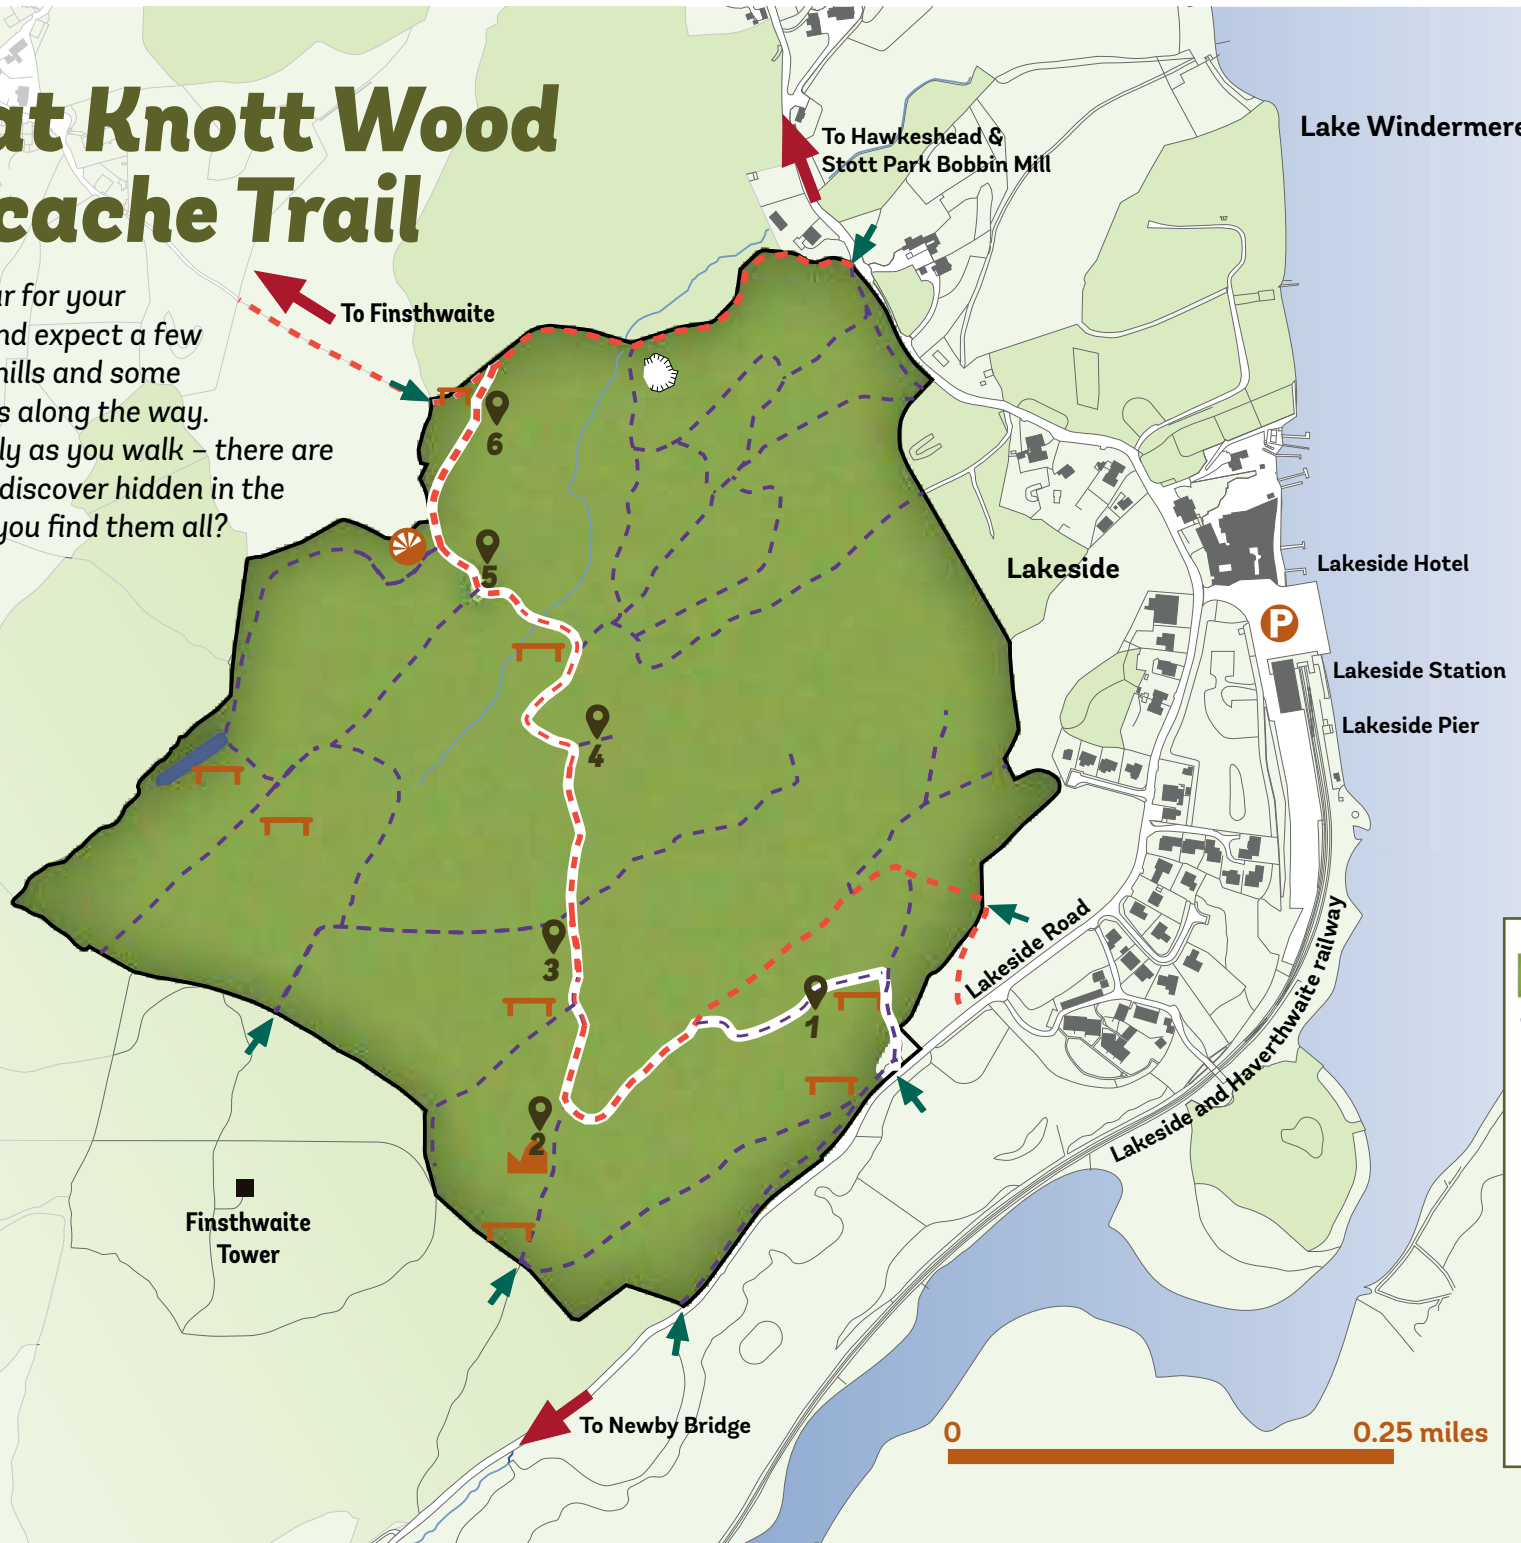 at Knott Wood
cache Trail
ar for your
nd expect a few
hills and some
s along the way.
ly as you walk – there are
discover hidden in the
you find them all?
To Finsthwaite
To Hawkeshead &
Stott Park Bobbin Mill
Lake Windermere
6
5
4
3
2
1
Lakeside
Lakeside Hotel
P
Lakeside Station
Lakeside Pier
Lakeside Road
Lakeside and Haverthwaite railway
Finsthwaite
Tower
To Newby Bridge
0
0.25 miles